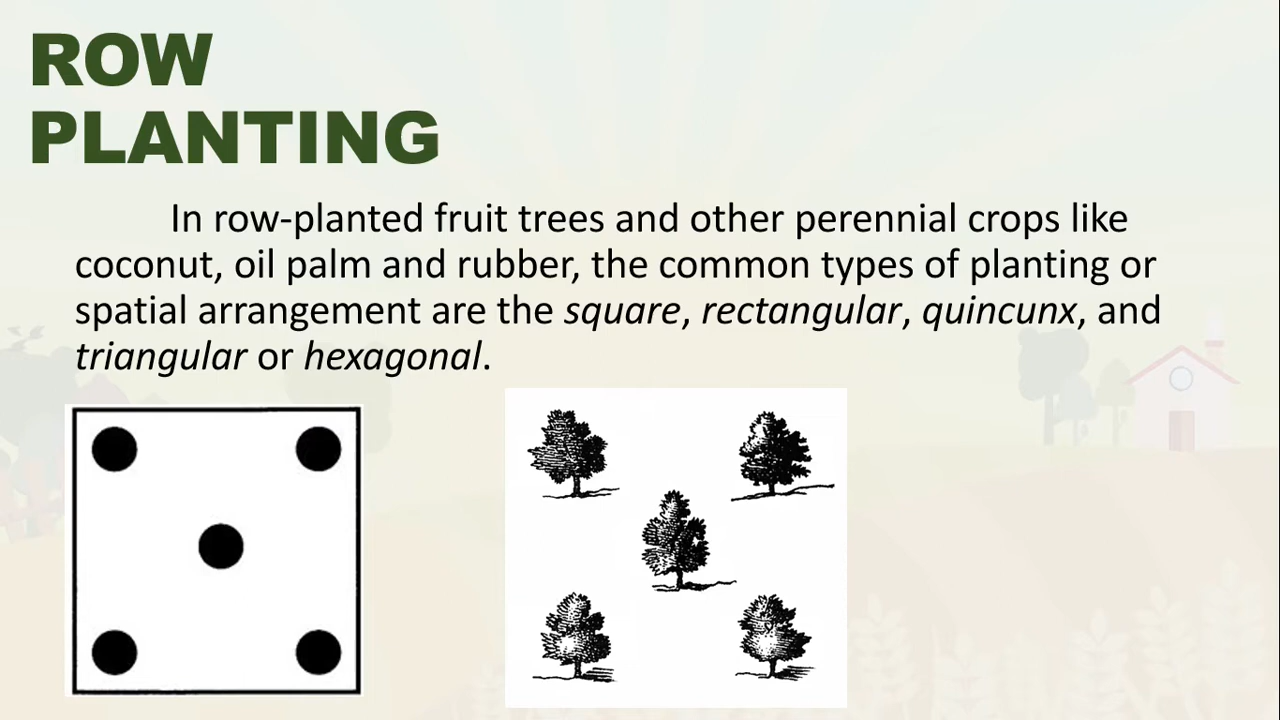 ROW
PLANTING
In row-planted fruit trees and other perennial crops like
coconut, oil palm and rubber, the common types of planting or
spatial arrangement are the square, rectangular, quincunx, and
triangular or hexagonal.